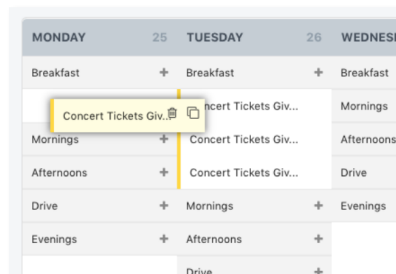 MONDAY 25 TUESDAY 26 WEDNES
Breakfast + Breakfast + Breakfast
Concert Tickets Giv... ncert Tickets Giv... Mornings
Mornings + Concert Tickets Giv... Afternoons
Afternoons + Concert Tickets Giv... Drive
Drive + Mornings + Evenings
Evenings + Afternoons +
Drive